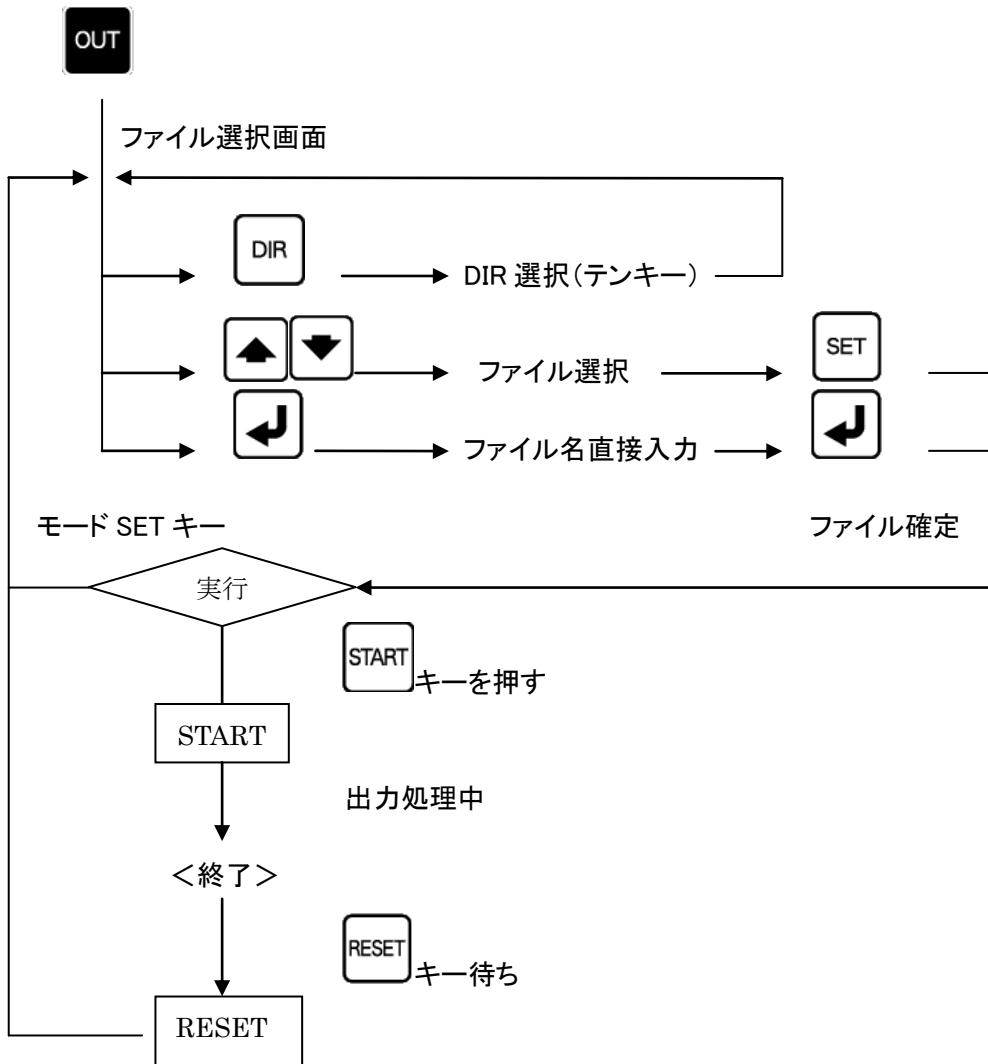 OUT
ファイル選択画面
DIR
DIR 選択(テンキー)
ファイル選択
SET
ファイル名直接入力
モード SET キー
ファイル確定
実行
START
キーを押す
START
出力処理中
<終了>
RESET
キー待ち
RESET